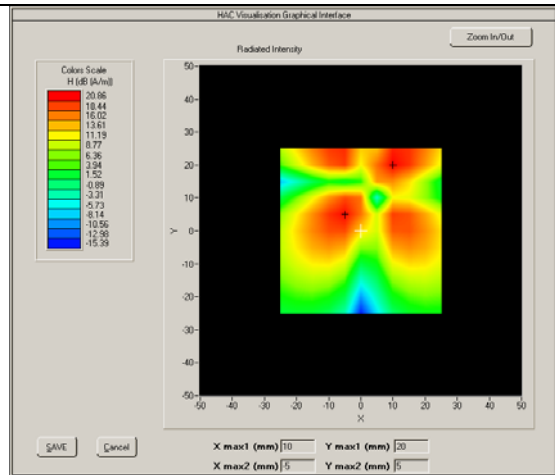 HAC Visualisation Graphical Interface
Zoom In/Out
Radiated Intensity
Colors Scale
H (dB (A/m))
20.86
18.44
16.02
13.61
11.19
8.77
6.36
3.94
1.52
-0.89
-3.31
-5.73
-8.14
-10.56
-12.98
-15.39
50-
40-
30-
20-
10-
Y 0-
-10-
-20-
-30-
-40-
-50-
-50 -40 -30 -20 -10 0 10 20 30 40 50
X
SAVE Cancel
X max1 (mm) 10 Y max1 (mm) 20
X max2 (mm) -5 Y max2 (mm) 5